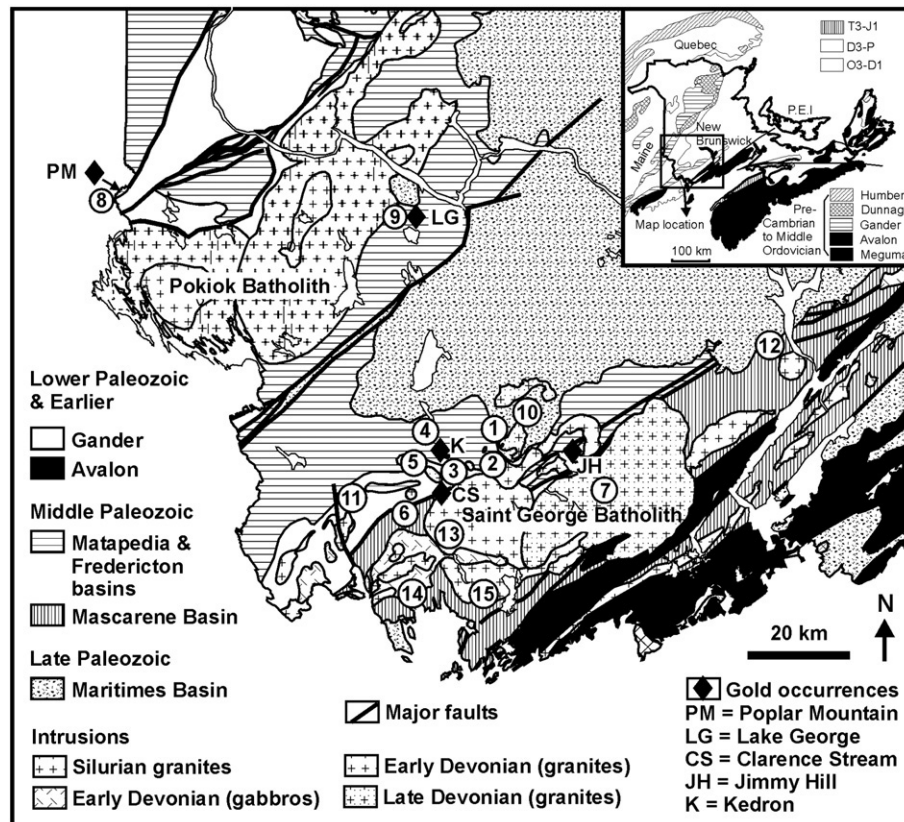 T3-J1
D3-P
O3-D1
Quebec
P.E.I
New
Brunswick
Maine
Map location
100 km
Pre-
Cambrian
to Middle
Ordovician
Humber
Dunnag
Gander
Avalon
Meguma
PM
8
9
LG
Pokiok Batholith
12
10
1
4
K
2
5
3
JH
CS
7
11
6
Saint George Batholith
13
14
15
Lower Paleozoic
& Earlier
Gander
Avalon
Middle Paleozoic
Matapedia &
Fredericton
basins
Mascarene Basin
Late Paleozoic
Maritimes Basin
Intrusions
Silurian granites
Early Devonian (gabbros)
Major faults
Early Devonian (granites)
Late Devonian (granites)
20 km
N
Gold occurrences
PM = Poplar Mountain
LG = Lake George
CS = Clarence Stream
JH = Jimmy Hill
K = Kedron